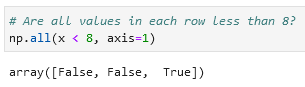 # Are all values in each row less than 8?
np.all(x < 8, axis=1)
array([False, False,  True])